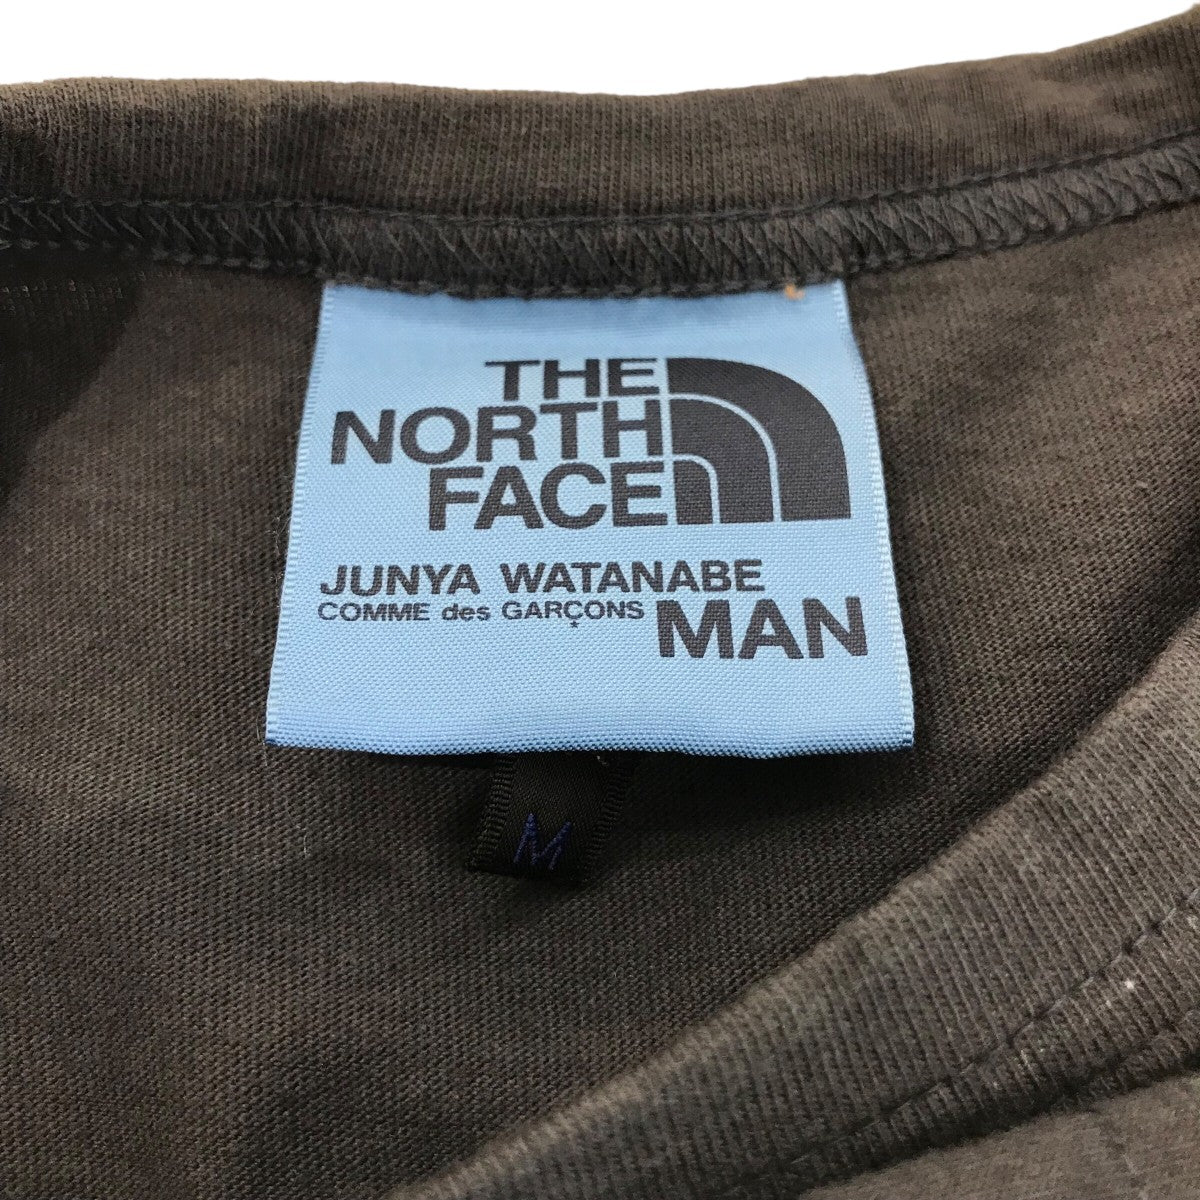 THE
NORTH
FACE
JUNYA WATANABE
COMME des GARÇONS MAN
M